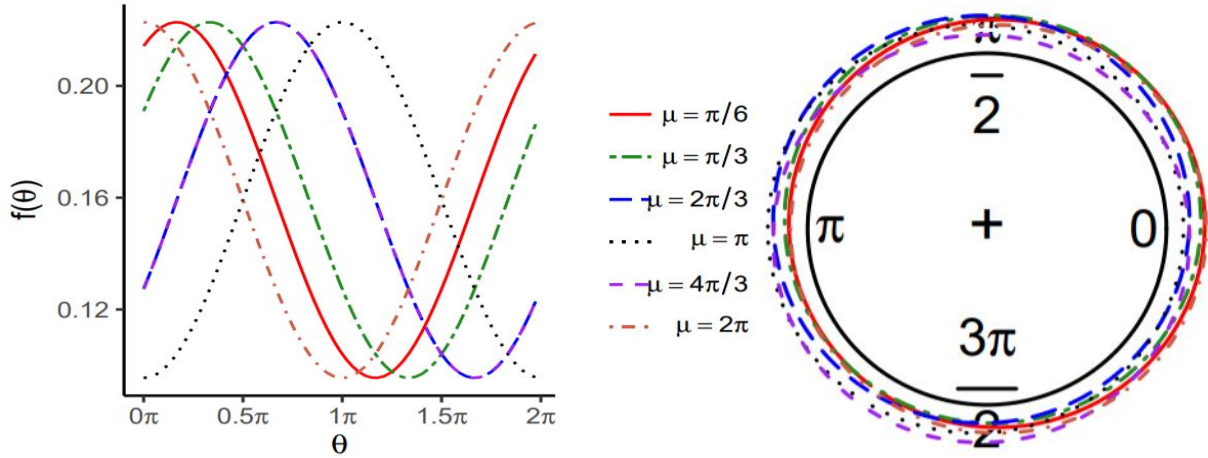 f(θ)
0.20
0.16
0.12
0π
0.5π
1π
1.5π
2π
θ
μ = π/6
μ = π/3
μ = 2π/3
μ = π
μ = 4π/3
μ = 2π
π
2
π
+
0
3π
2